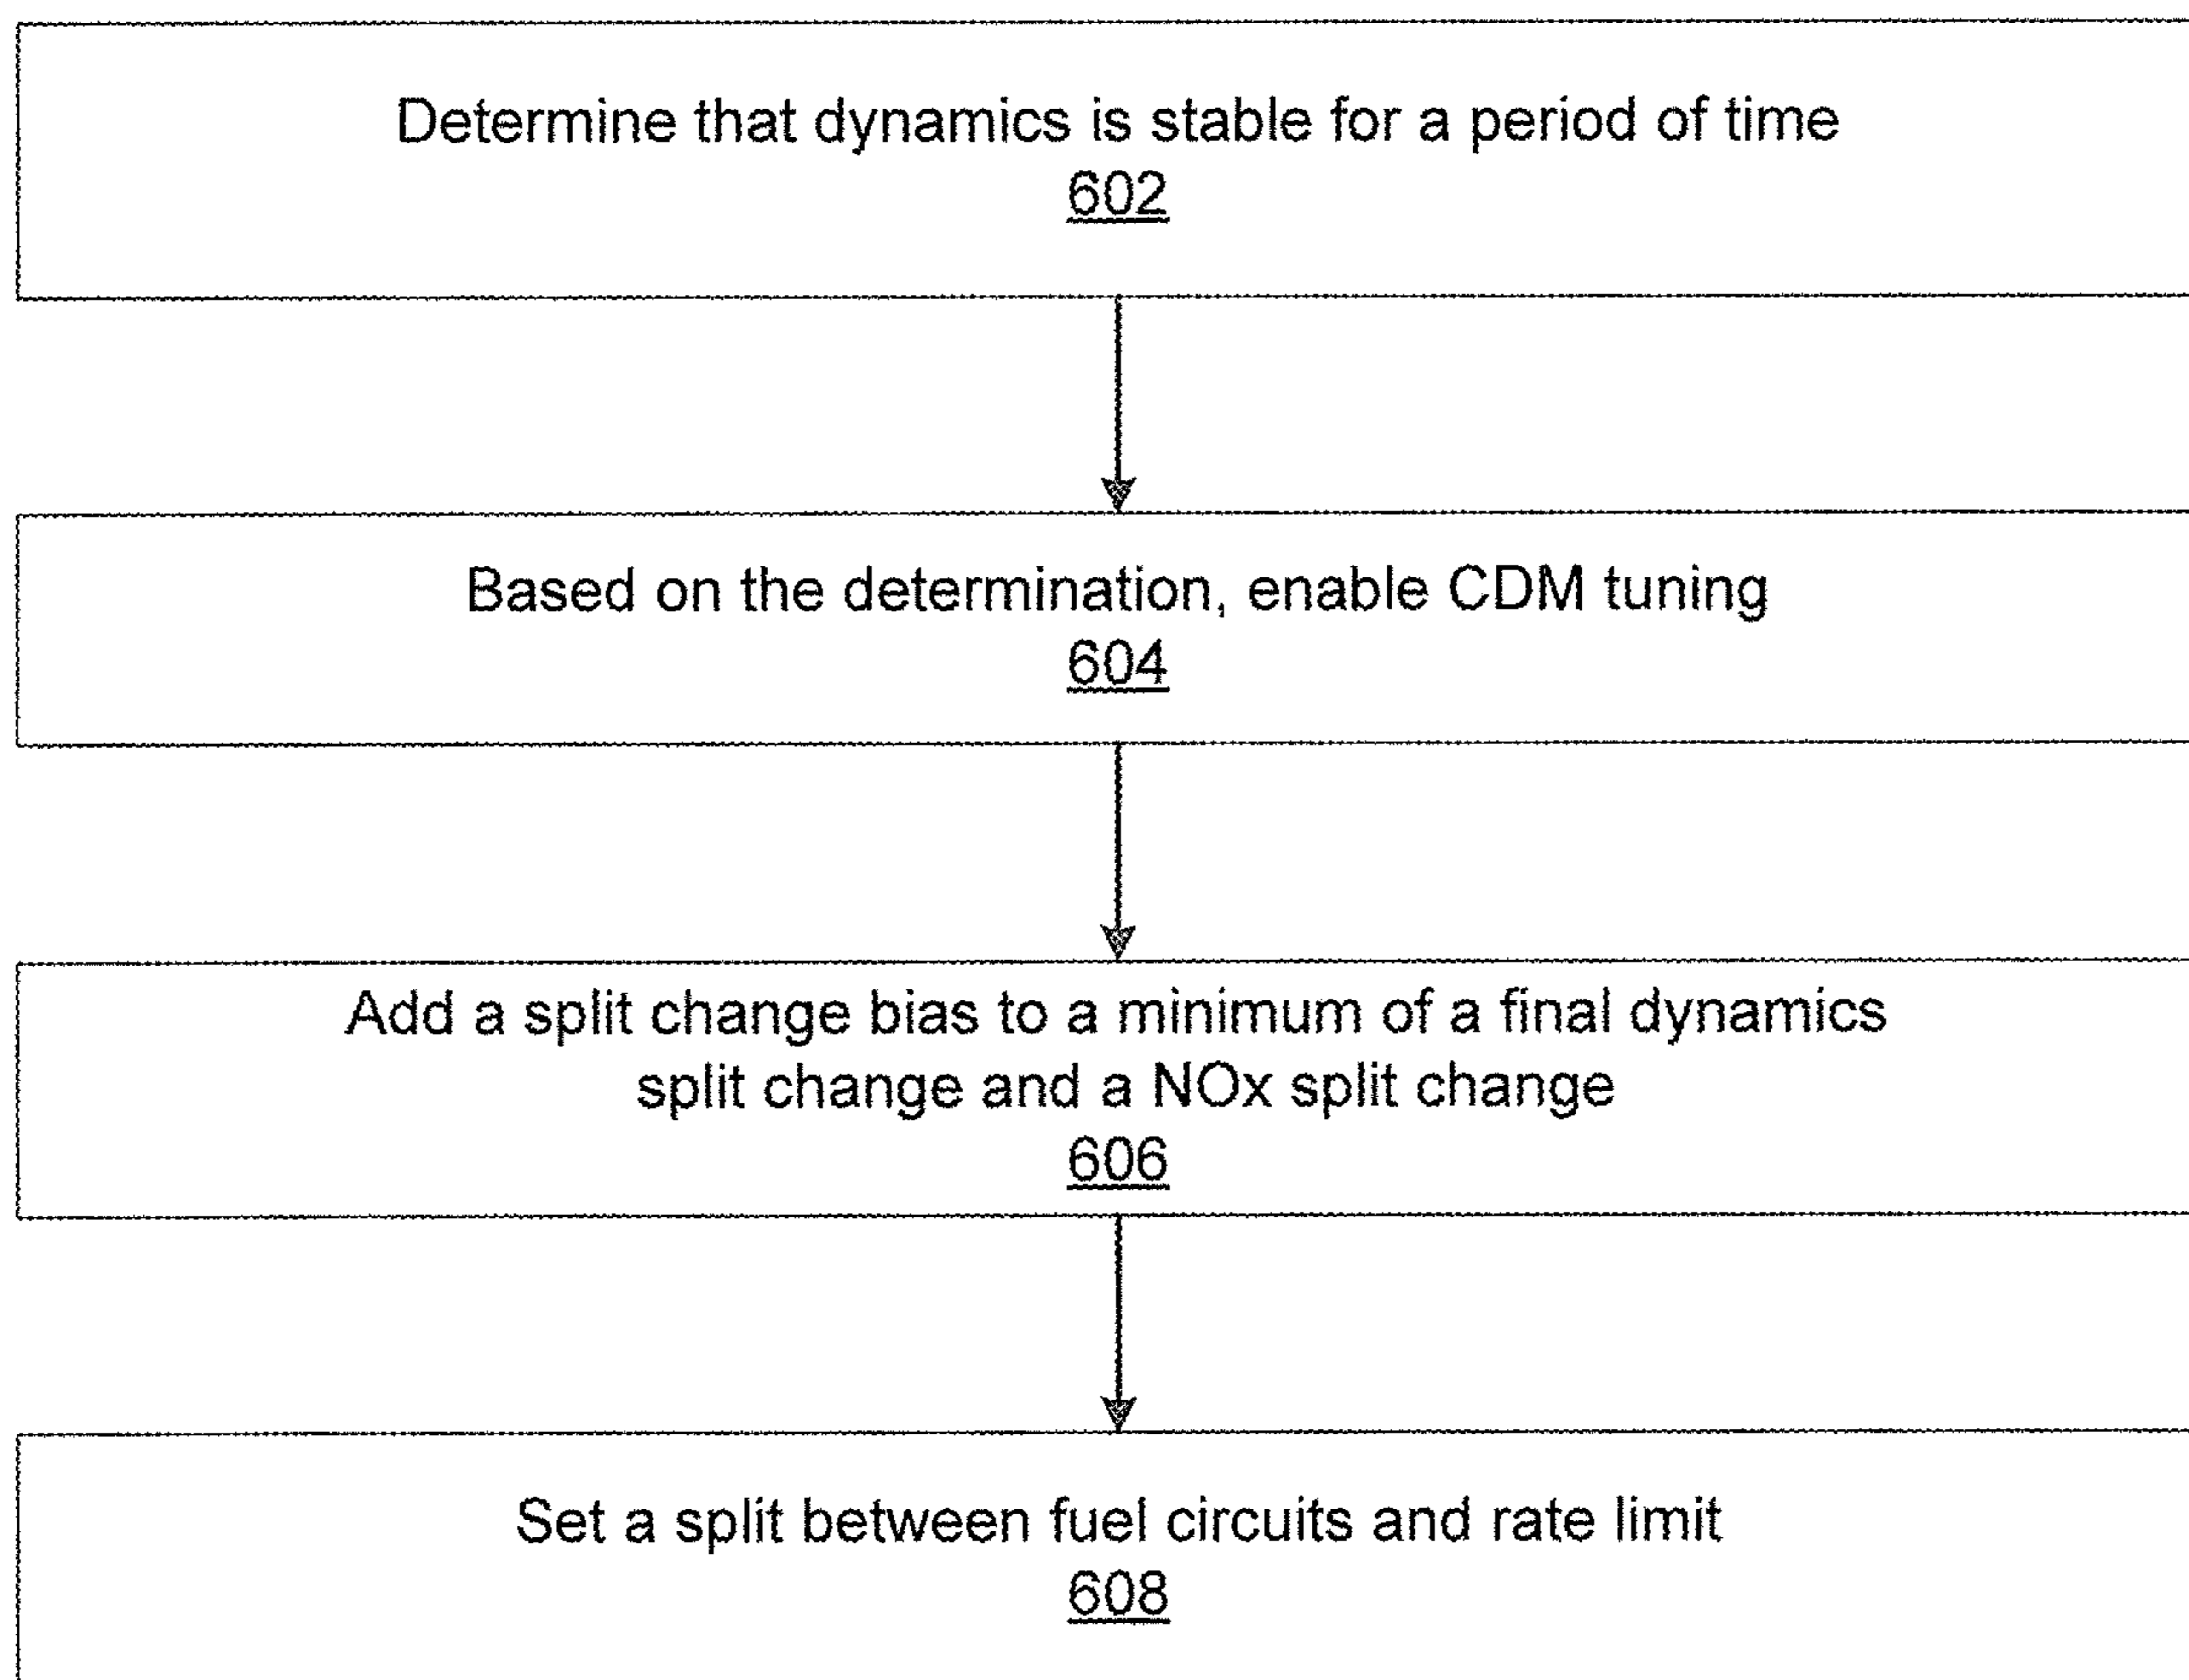 Determine that dynamics is stable for a period of time
602
Based on the determination, enable CDM tuning
604
Add a split change bias to a minimum of a final dynamics
split change and a NOx split change
606
Set a split between fuel circuits and rate limit
608